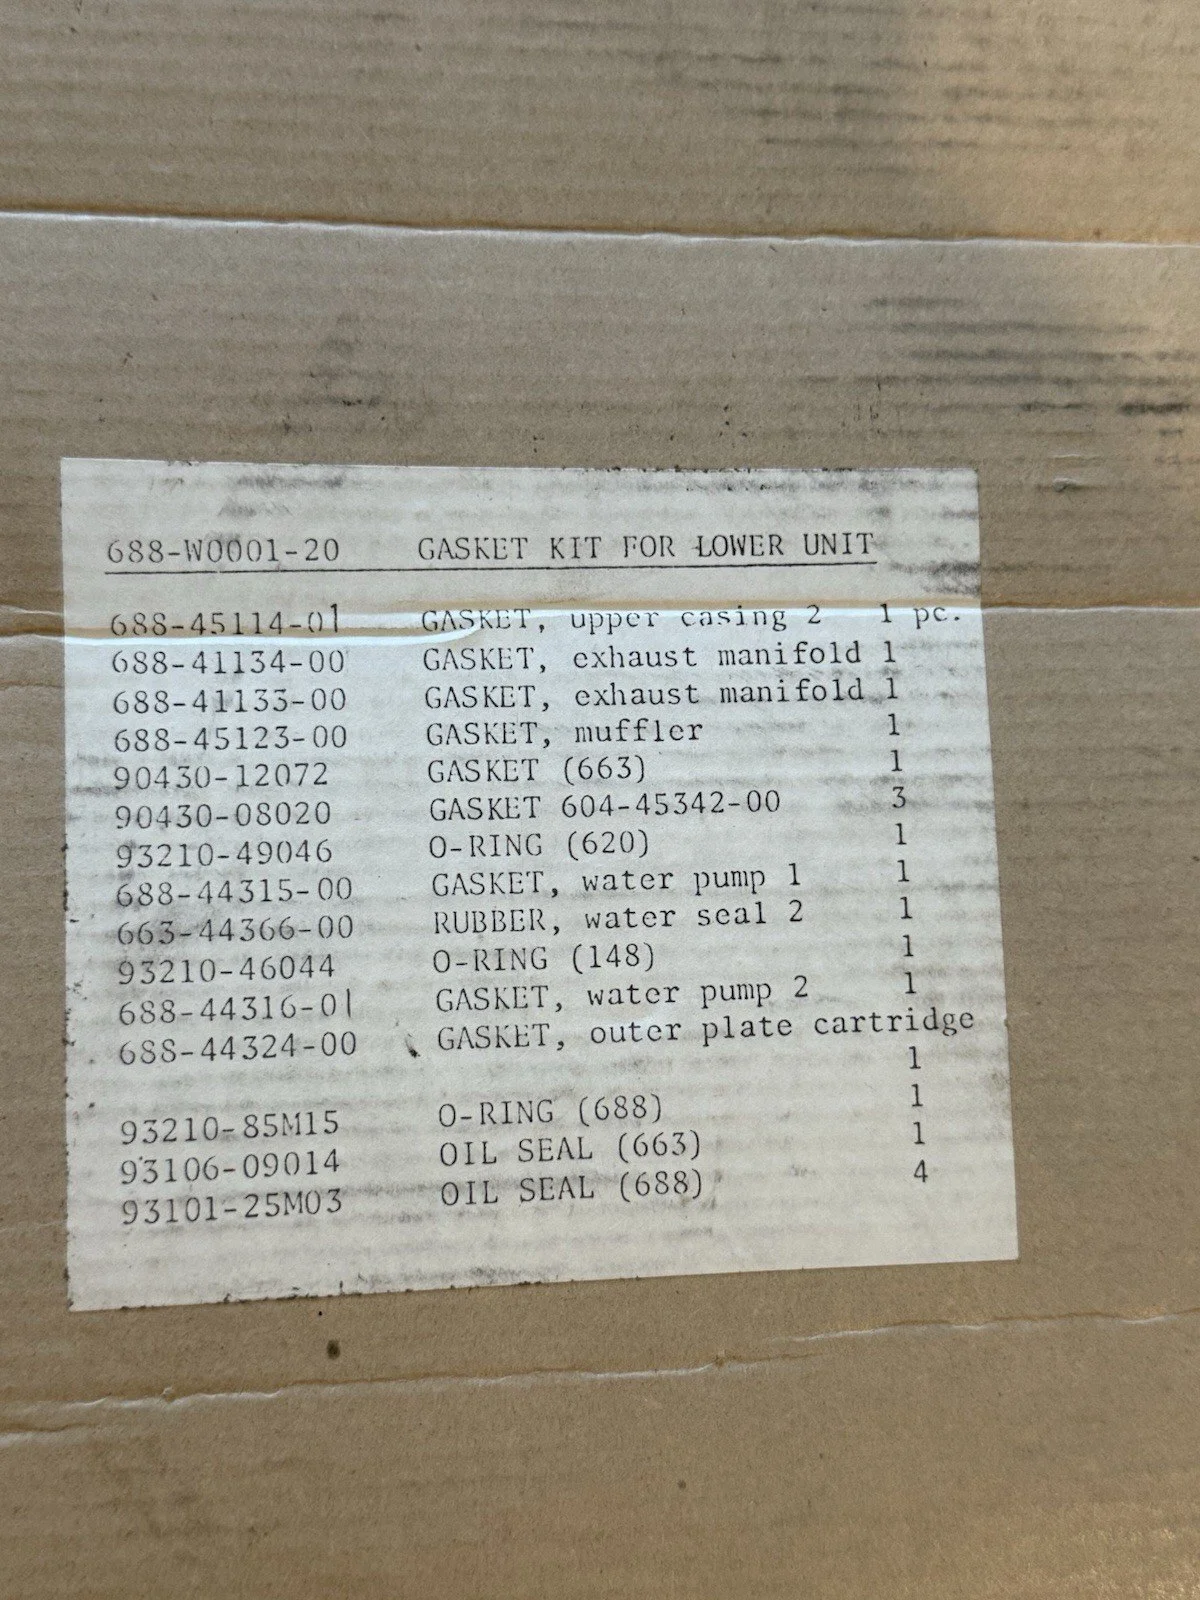 688-W0001-20 GASKET KIT FOR LOWER UNIT
688-45114-01 GASKET, upper casing 2 1 pc.
688-41134-00 GASKET, exhaust manifold 1
688-41133-00 GASKET, exhaust manifold 1
688-45123-00 GASKET, muffler 1
90430-12072 GASKET (663) 1
90430-08020 GASKET 604-45342-00 3
93210-49046 O-RING (620) 1
688-44315-00 GASKET, water pump 1 1
663-44366-00 RUBBER, water seal 2 1
93210-46044 O-RING (148) 1
688-44316-01 GASKET, water pump 2 1
688-44324-00 GASKET, outer plate cartridge
1
93210-85M15 O-RING (688) 1
93106-09014 OIL SEAL (663) 1
93101-25M03 OIL SEAL (688) 4